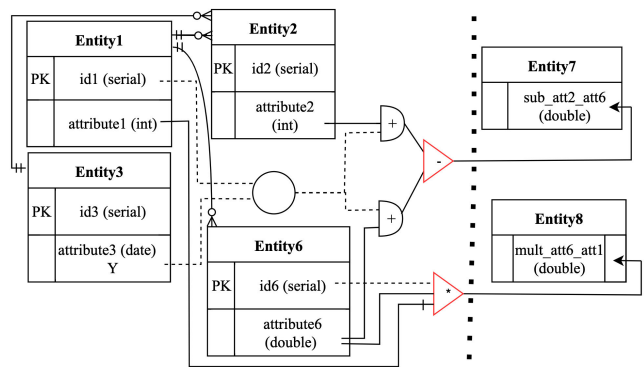 Entity1
PK
id1 (serial)
attribute1 (int)
Entity2
PK
id2 (serial)
attribute2
(int)
Entity3
PK
id3 (serial)
attribute3 (date)
Y
Entity6
PK
id6 (serial)
attribute6
(double)
+
+
-
*
Entity7
sub_att2_att6
(double)
Entity8
mult_att6_att1
(double)